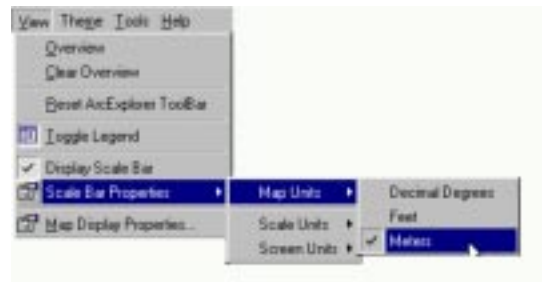 View Theme Tools Help
Overview
Clear Overview
Reset ArcExplorer ToolBar
Toggle Legend
Display Scale Bar
Scale Bar Properties
Map Units
Decimal Degrees
Map Display Properties...
Scale Units
Feet
Screen Units
Meters